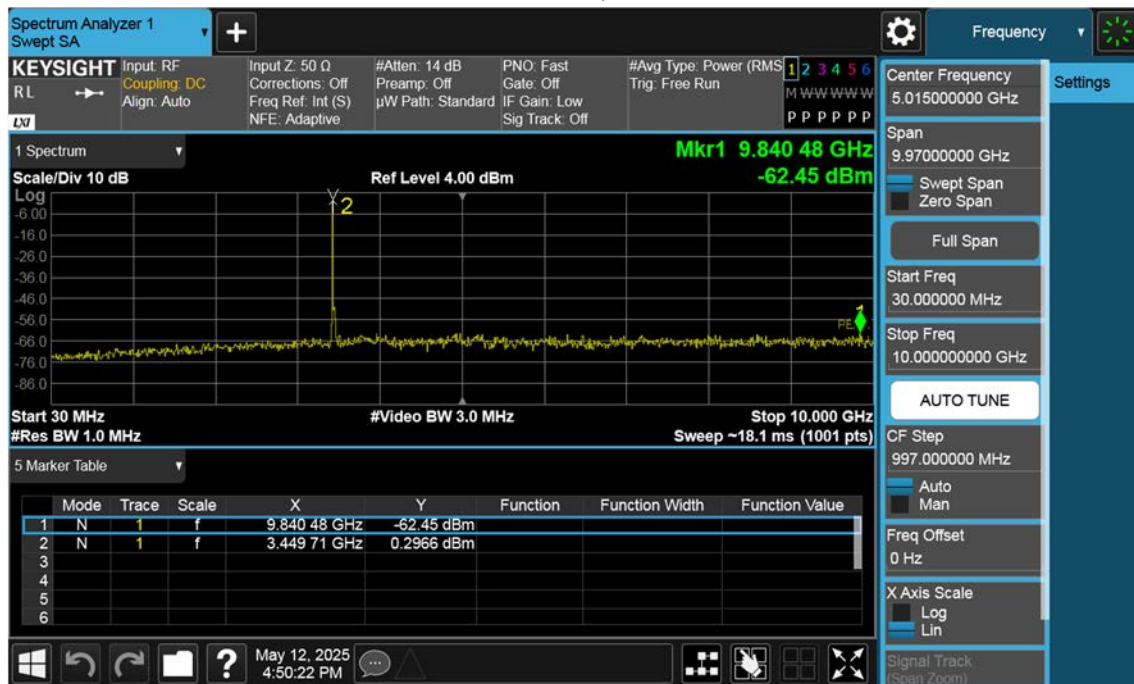 Spectrum Analyzer 1
Swept SA
+
Frequency
KEYSIGHT
RL
LXI
Input: RF
Coupling: DC
Align: Auto
Input Z: 50 Ω
Corrections: Off
Freq Ref: Int (S)
NFE: Adaptive
#Atten: 14 dB
Preamp: Off
µW Path: Standard
PNO: Fast
Gate: Off
IF Gain: Low
Sig Track: Off
#Avg Type: Power (RMS
Trig: Free Run
1 2 3 4 5 6
M W W W W W
P P P P P P
1 Spectrum
Scale/Div 10 dB
Ref Level 4.00 dBm
Mkr1 9.840 48 GHz
-62.45 dBm
Log
-6.00
-16.0
-26.0
-36.0
-46.0
-56.0
-66.0
-76.0
-86.0
2
1
Start 30 MHz
#Video BW 3.0 MHz
Stop 10.000 GHz
#Res BW 1.0 MHz
Sweep ~18.1 ms (1001 pts)
5 Marker Table
Mode Trace Scale X Y Function Function Width Function Value
1 N 1 f 9.840 48 GHz -62.45 dBm
2 N 1 f 3.449 71 GHz 0.2966 dBm
3
4
5
6
?
May 12, 2025
4:50:22 PM
Center Frequency
5.015000000 GHz
Span
9.97000000 GHz
Swept Span
Zero Span
Full Span
Start Freq
30.000000 MHz
Stop Freq
10.000000000 GHz
AUTO TUNE
CF Step
997.000000 MHz
Auto
Man
Freq Offset
0 Hz
X Axis Scale
Log
Lin
Signal Track
(Span Zoom)
Settings